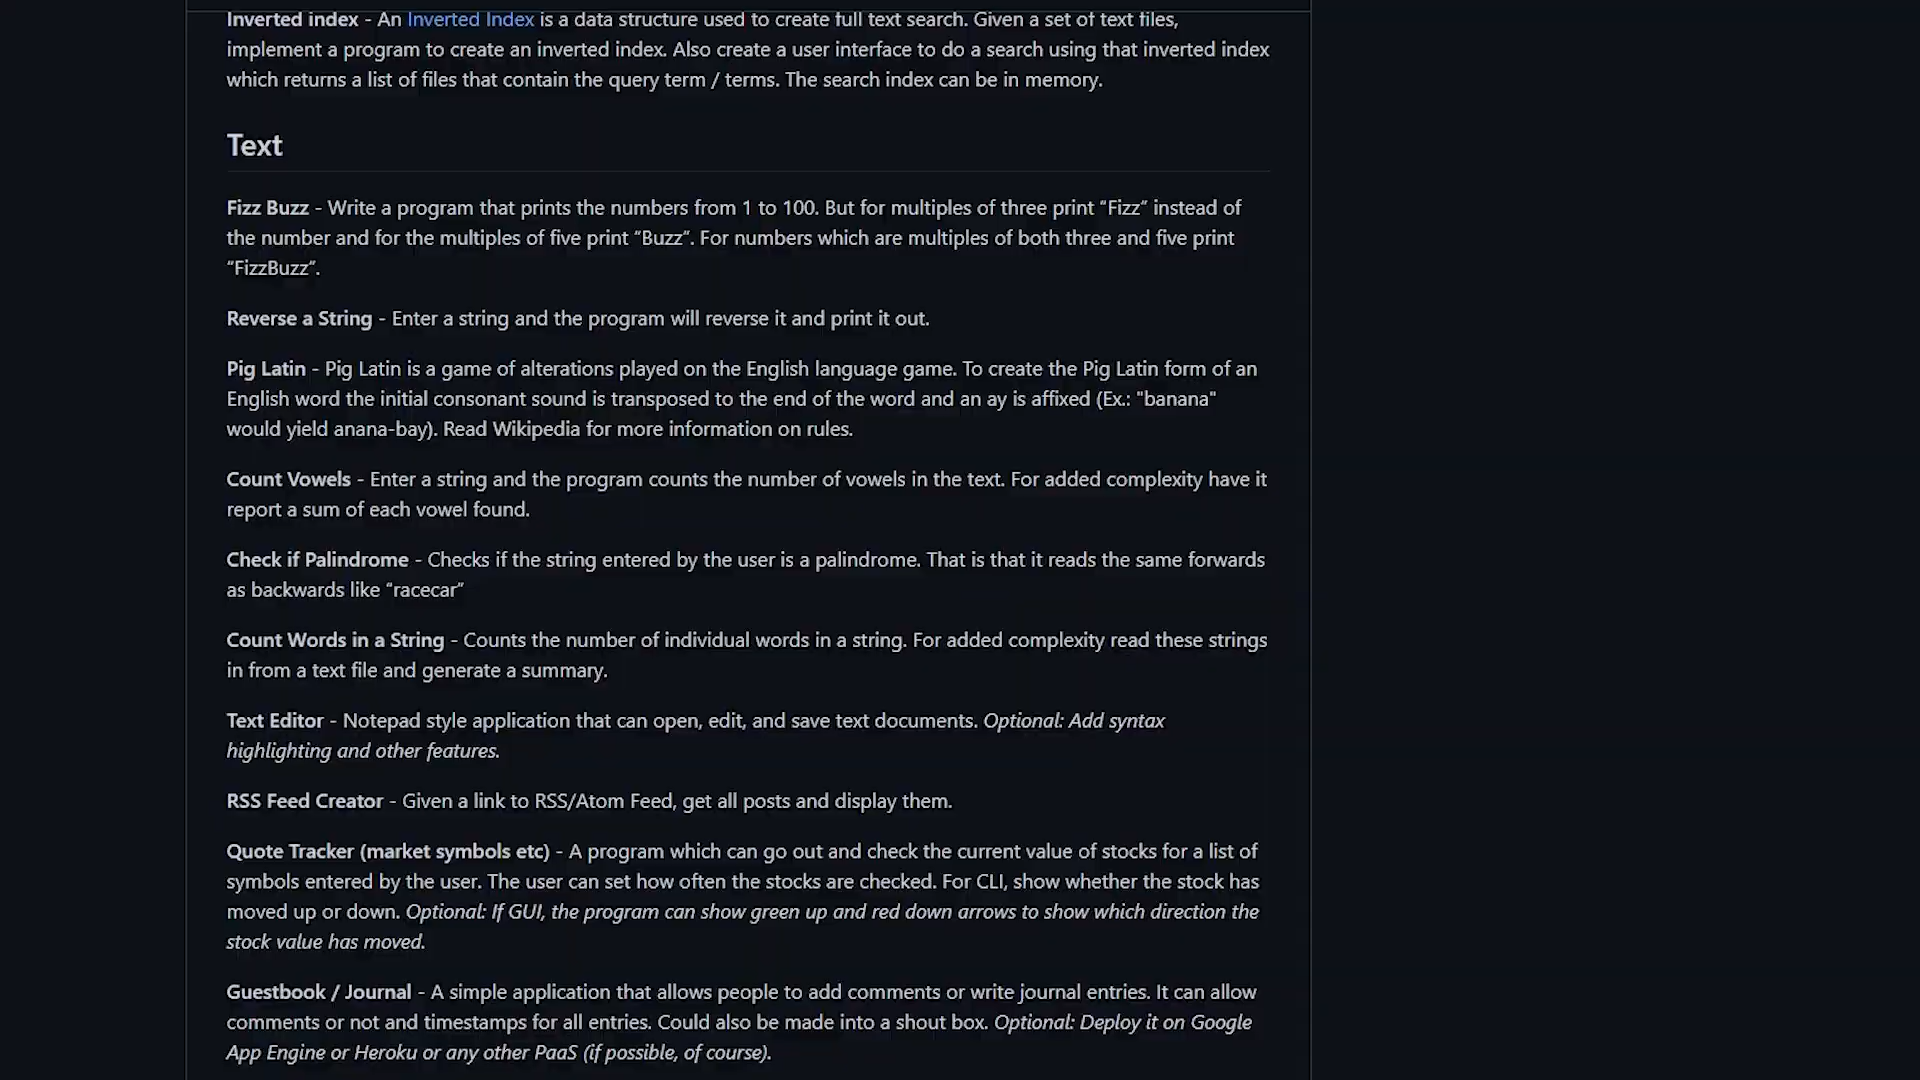 Inverted index - An Inverted Index is a data structure used to create full text search. Given a set of text files,
implement a program to create an inverted index. Also create a user interface to do a search using that inverted index
which returns a list of files that contain the query term / terms. The search index can be in memory.
Text
Fizz Buzz - Write a program that prints the numbers from 1 to 100. But for multiples of three print “Fizz” instead of
the number and for the multiples of five print “Buzz”. For numbers which are multiples of both three and five print
“FizzBuzz”.
Reverse a String - Enter a string and the program will reverse it and print it out.
Pig Latin - Pig Latin is a game of alterations played on the English language game. To create the Pig Latin form of an
English word the initial consonant sound is transposed to the end of the word and an ay is affixed (Ex.: "banana"
would yield anana-bay). Read Wikipedia for more information on rules.
Count Vowels - Enter a string and the program counts the number of vowels in the text. For added complexity have it
report a sum of each vowel found.
Check if Palindrome - Checks if the string entered by the user is a palindrome. That is that it reads the same forwards
as backwards like “racecar”
Count Words in a String - Counts the number of individual words in a string. For added complexity read these strings
in from a text file and generate a summary.
Text Editor - Notepad style application that can open, edit, and save text documents. Optional: Add syntax
highlighting and other features.
RSS Feed Creator - Given a link to RSS/Atom Feed, get all posts and display them.
Quote Tracker (market symbols etc) - A program which can go out and check the current value of stocks for a list of
symbols entered by the user. The user can set how often the stocks are checked. For CLI, show whether the stock has
moved up or down. Optional: If GUI, the program can show green up and red down arrows to show which direction the
stock value has moved.
Guestbook / Journal - A simple application that allows people to add comments or write journal entries. It can allow
comments or not and timestamps for all entries. Could also be made into a shout box. Optional: Deploy it on Google
App Engine or Heroku or any other PaaS (if possible, of course).